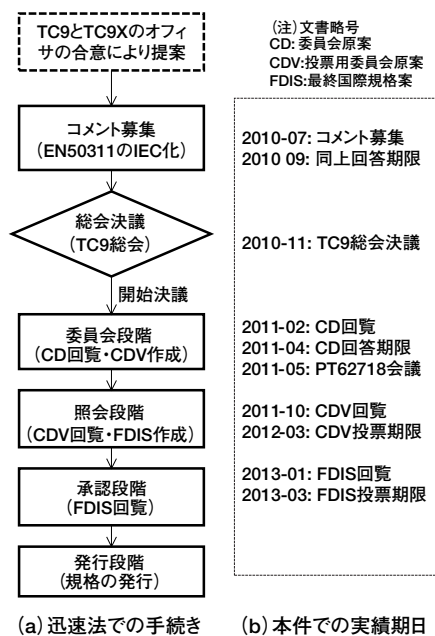 TC9とTC9Xのオフィ
サの合意により提案
(注)文書略号
CD: 委員会原案
CDV:投票用委員会原案
FDIS:最終国際規格案
コメント募集
(EN50311のIEC化)
2010-07: コメント募集
2010 09: 同上回答期限
総会決議
(TC9総会)
2010-11: TC9総会決議
開始決議
委員会段階
(CD回覧・CDV作成)
2011-02: CD回覧
2011-04: CD回答期限
2011-05: PT62718会議
照会段階
(CDV回覧・FDIS作成)
2011-10: CDV回覧
2012-03: CDV投票期限
承認段階
(FDIS回覧)
2013-01: FDIS回覧
2013-03: FDIS投票期限
発行段階
(規格の発行)
(a) 迅速法での手続き
(b) 本件での実績期日